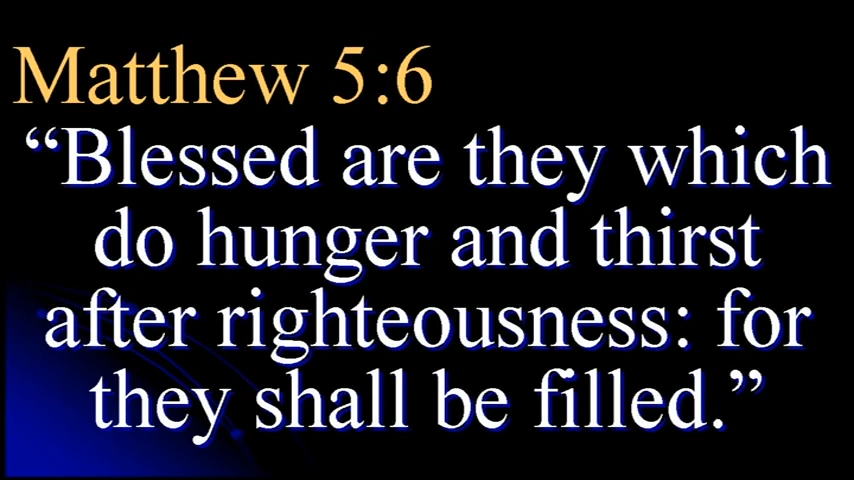 Matthew 5:6
“Blessed are they which
do hunger and thirst
after righteousness: for
they shall be filled.”